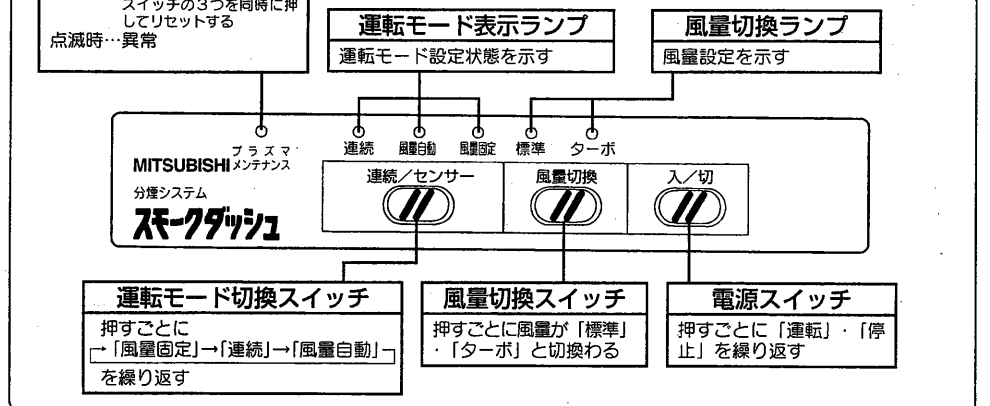 スイッチの3つを同時に押
してリセットする
点滅時…異常
運転モード表示ランプ
運転モード設定状態を示す
風量切換ランプ
風量設定を示す
プラズマ
メンテナンス
連続 風量自動 風量固定 標準 ターボ
MITSUBISHI
分煙システム
スモークダッシュ
連続/センサー
風量切換
入/切
運転モード切換スイッチ
押すごとに
→「風量固定」→「連続」→「風量自動」
を繰り返す
風量切換スイッチ
押すごとに風量が「標準」
・「ターボ」と切換わる
電源スイッチ
押すごとに「運転」・「停
止」を繰り返す